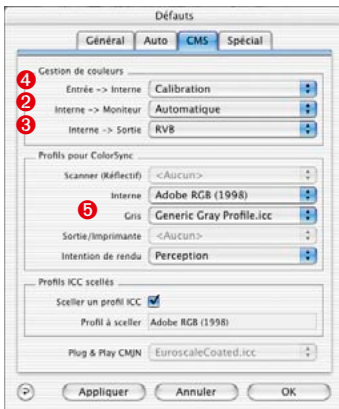 Défauts
Général Auto CMS Spécial
Gestion de couleurs
4 Entrée -> Interne Calibration
2 Interne -> Moniteur Automatique
3 Interne -> Sortie RVB
Profils pour ColorSync
Scanner (Réflectif) <Aucun>
Interne Adobe RGB (1998)
5 Gris Generic Gray Profile.icc
Sortie/Imprimante <Aucun>
Intention de rendu Perception
Profils ICC scellés
Sceller un profil ICC
Profil à sceller Adobe RGB (1998)
Plug & Play CMJN EuroscaleCoated.icc
Appliquer Annuler OK